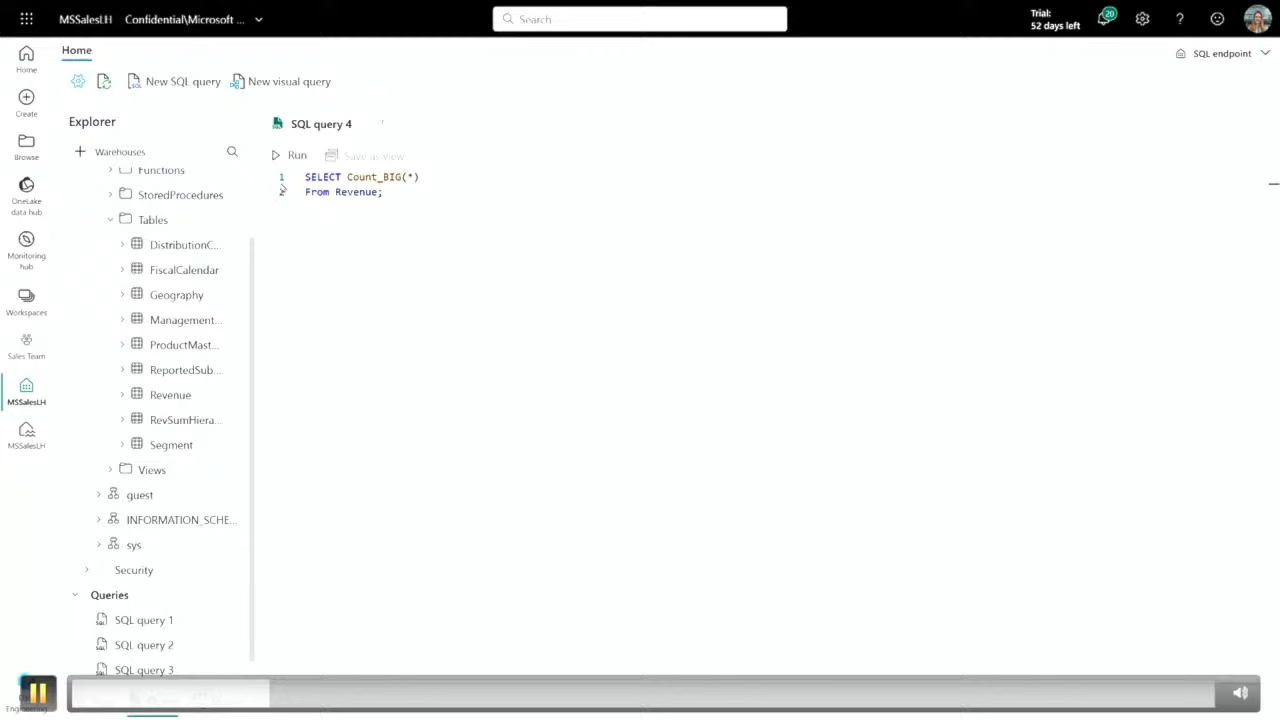 MSSalesLH Confidential\Microsoft ...
Search
Trial:
52 days left
20
?
Home
SQL endpoint
New SQL query
New visual query
Home
Create
Browse
OneLake
data hub
Monitoring
hub
Workspaces
Sales Team
MSSalesLH
MSSalesLH
Explorer
Warehouses
Functions
StoredProcedures
Tables
DistributionC...
FiscalCalendar
Geography
Management...
ProductMast...
ReportedSub...
Revenue
RevSumHiera...
Segment
Views
guest
INFORMATION_SCHE...
sys
Security
Queries
SQL query 1
SQL query 2
SQL query 3
SQL query 4
Run
Save as view
1 SELECT Count_BIG(*)
2 From Revenue;